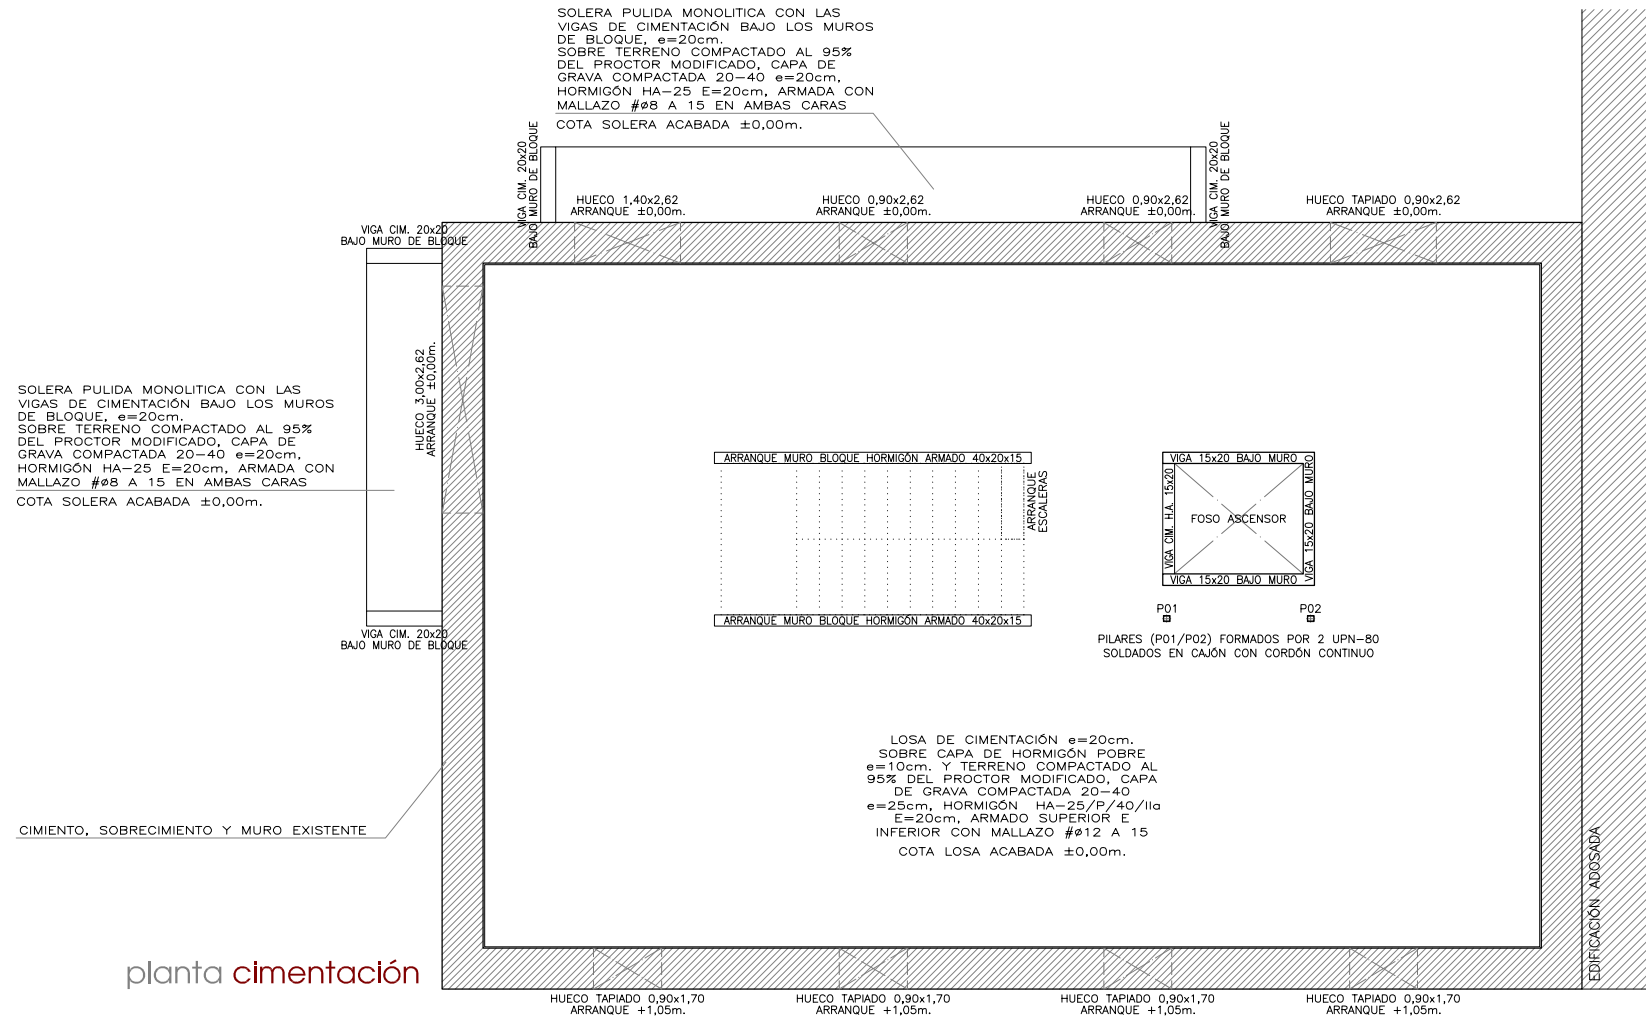 SOLERA PULIDA MONOLITICA CON LAS
VIGAS DE CIMENTACIÓN BAJO LOS MUROS
DE BLOQUE, e=20cm.
SOBRE TERRENO COMPACTADO AL 95%
DEL PROCTOR MODIFICADO, CAPA DE
GRAVA COMPACTADA 20-40 e=20cm,
HORMIGÓN HA-25 E=20cm, ARMADA CON
MALLAZO #ø8 A 15 EN AMBAS CARAS
COTA SOLERA ACABADA ±0,00m.
VIGA CIM. 20x20
BAJO MURO DE BLOQUE
VIGA CIM. 20x20
BAJO MURO DE BLOQUE
HUECO 1,40x2,62
ARRANQUE ±0,00m.
HUECO 0,90x2,62
ARRANQUE ±0,00m.
HUECO 0,90x2,62
ARRANQUE ±0,00m.
HUECO TAPIADO 0,90x2,62
ARRANQUE ±0,00m.
VIGA CIM. 20x20
BAJO MURO DE BLOQUE
HUECO 3,00x2,62
ARRANQUE ±0,00m.
SOLERA PULIDA MONOLITICA CON LAS
VIGAS DE CIMENTACIÓN BAJO LOS MUROS
DE BLOQUE, e=20cm.
SOBRE TERRENO COMPACTADO AL 95%
DEL PROCTOR MODIFICADO, CAPA DE
GRAVA COMPACTADA 20-40 e=20cm,
HORMIGÓN HA-25 E=20cm, ARMADA CON
MALLAZO #ø8 A 15 EN AMBAS CARAS
COTA SOLERA ACABADA ±0,00m.
VIGA CIM. 20x20
BAJO MURO DE BLOQUE
ARRANQUE MURO BLOQUE HORMIGÓN ARMADO 40x20x15
ARRANQUE
ESCALERAS
ARRANQUE MURO BLOQUE HORMIGÓN ARMADO 40x20x15
VIGA 15x20 BAJO MURO
VIGA CIM. H.A. 15x20
FOSO ASCENSOR
VIGA 15x20 BAJO MURO
VIGA 15x20 BAJO MURO
P01
P02
PILARES (P01/P02) FORMADOS POR 2 UPN-80
SOLDADOS EN CAJÓN CON CORDÓN CONTINUO
LOSA DE CIMENTACIÓN e=20cm.
SOBRE CAPA DE HORMIGÓN POBRE
e=10cm. Y TERRENO COMPACTADO AL
95% DEL PROCTOR MODIFICADO, CAPA
DE GRAVA COMPACTADA 20-40
e=25cm, HORMIGÓN HA-25/P/40/IIa
E=20cm, ARMADO SUPERIOR E
INFERIOR CON MALLAZO #ø12 A 15
COTA LOSA ACABADA ±0,00m.
CIMIENTO, SOBRECIMIENTO Y MURO EXISTENTE
EDIFICACIÓN ADOSADA
planta cimentación
HUECO TAPIADO 0,90x1,70
ARRANQUE +1,05m.
HUECO TAPIADO 0,90x1,70
ARRANQUE +1,05m.
HUECO TAPIADO 0,90x1,70
ARRANQUE +1,05m.
HUECO TAPIADO 0,90x1,70
ARRANQUE +1,05m.